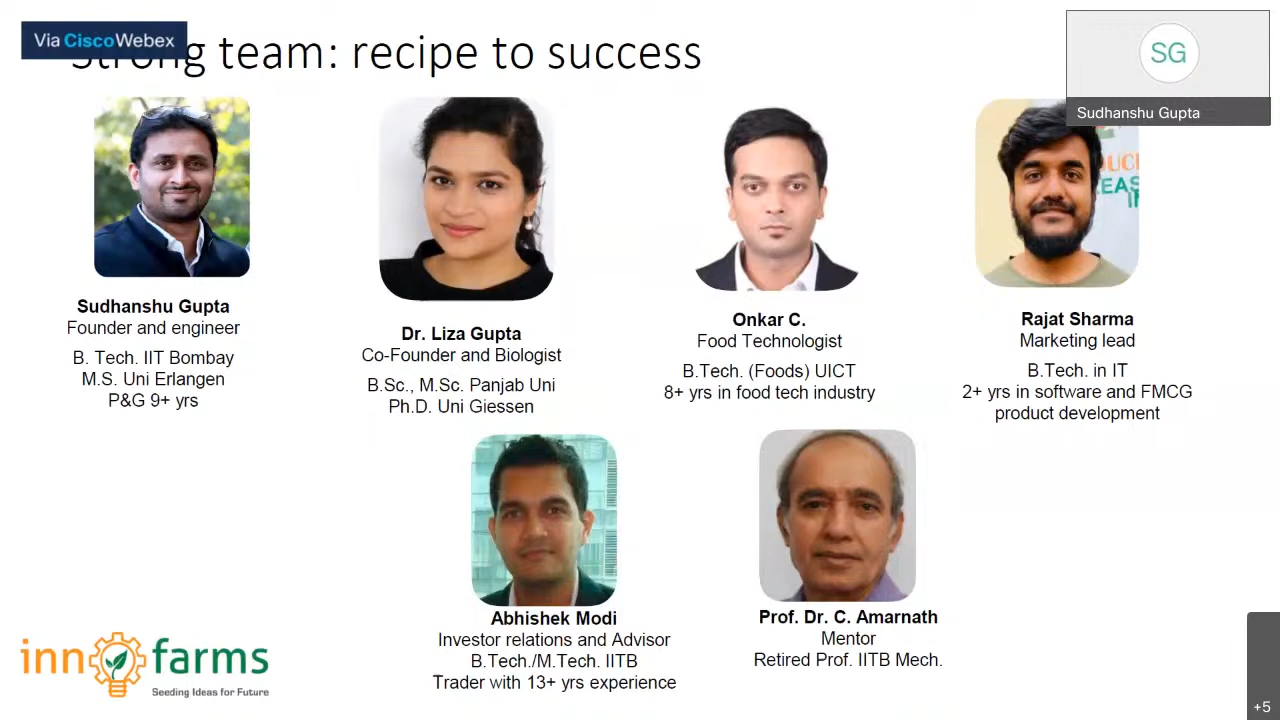 Via CiscoWebex
Strong team: recipe to success
SG
Sudhanshu Gupta
Sudhanshu Gupta
Founder and engineer
B. Tech. IIT Bombay
M.S. Uni Erlangen
P&G 9+ yrs
Dr. Liza Gupta
Co-Founder and Biologist
B.Sc., M.Sc. Panjab Uni
Ph.D. Uni Giessen
Onkar C.
Food Technologist
B.Tech. (Foods) UICT
8+ yrs in food tech industry
Rajat Sharma
Marketing lead
B.Tech. in IT
2+ yrs in software and FMCG
product development
Abhishek Modi
Investor relations and Advisor
B.Tech./M.Tech. IITB
Trader with 13+ yrs experience
Prof. Dr. C. Amarnath
Mentor
Retired Prof. IITB Mech.
inn farms
Seeding Ideas for Future
+5